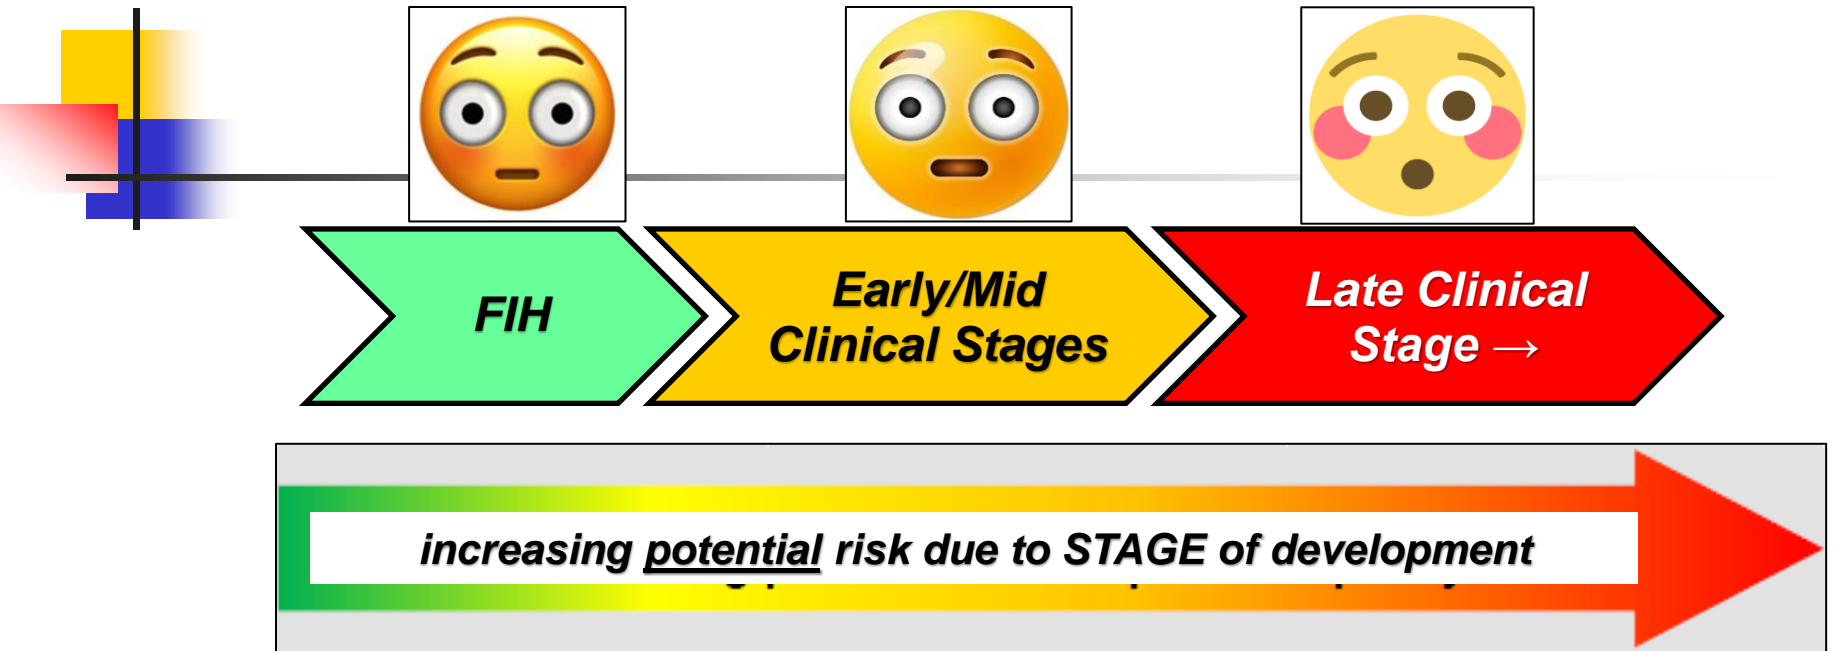 FIH
Early/Mid
Clinical Stages
Late Clinical
Stage →
increasing potential risk due to STAGE of development